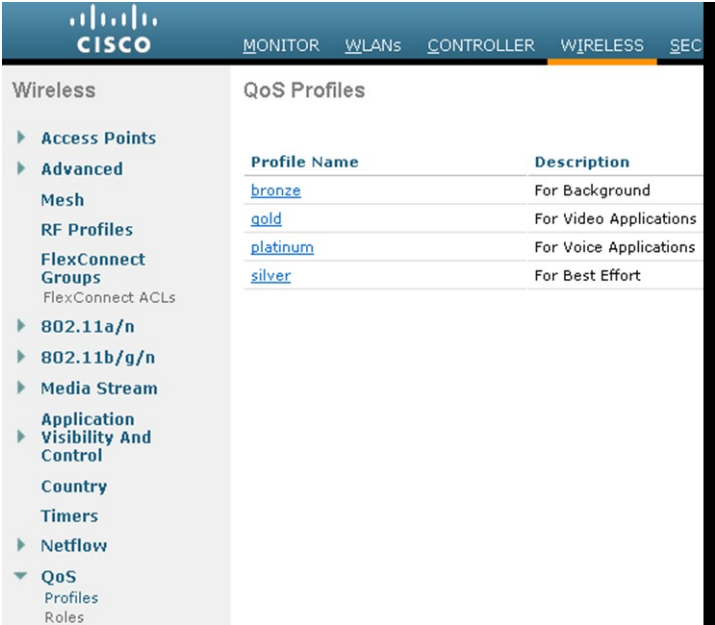 CISCO
MONITOR WLANs CONTROLLER WIRELESS SEC
Wireless
Access Points
Advanced
Mesh
RF Profiles
FlexConnect
Groups
FlexConnect ACLs
802.11a/n
802.11b/g/n
Media Stream
Application
Visibility And
Control
Country
Timers
Netflow
QoS
Profiles
Roles
QoS Profiles
Profile Name Description
bronze For Background
gold For Video Applications
platinum For Voice Applications
silver For Best Effort